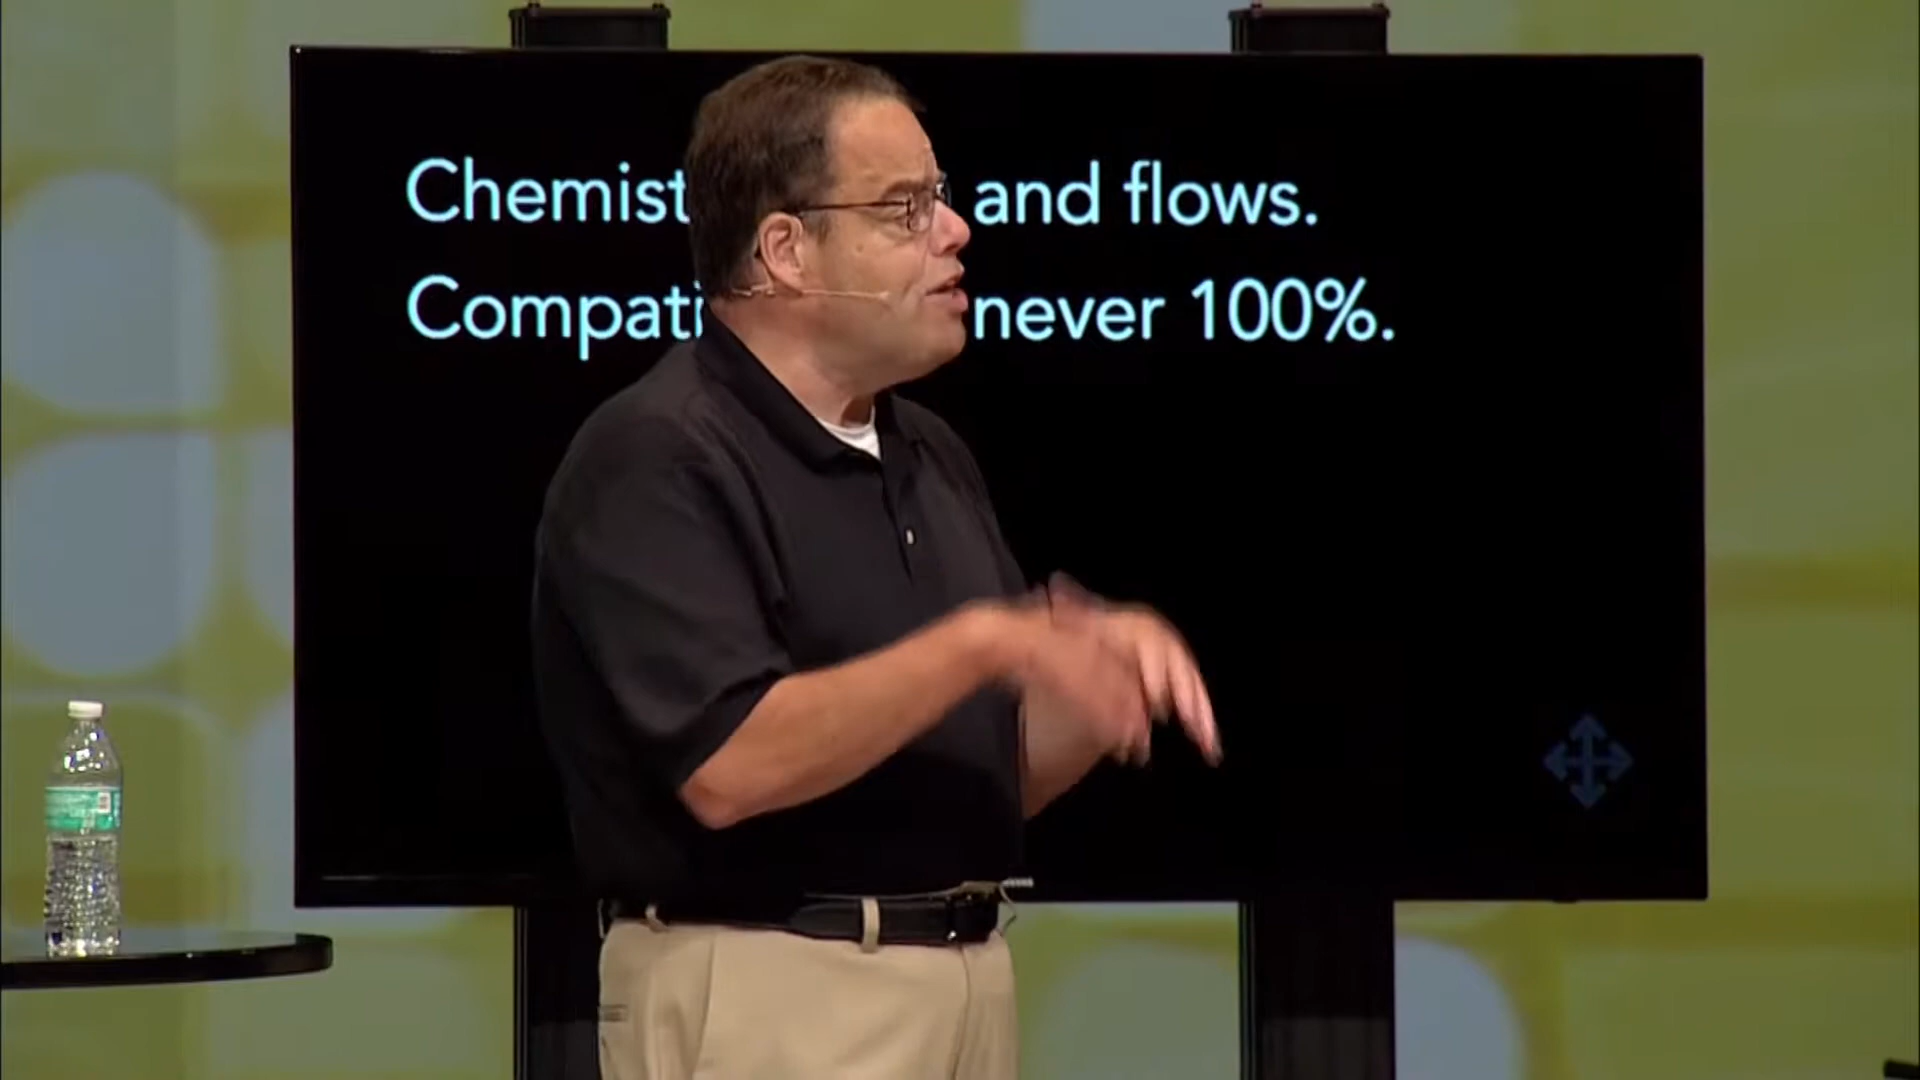 Chemist and flows.
Compati never 100%.